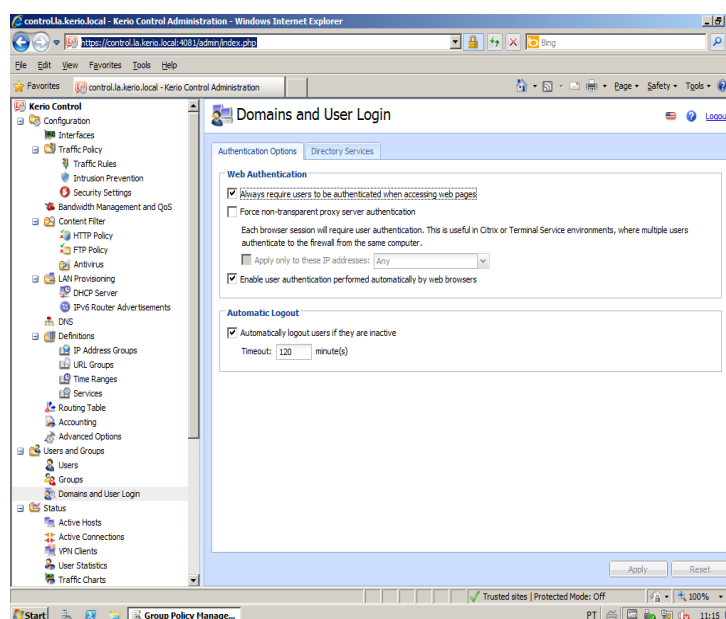 control.la.kerio.local - Kerio Control Administration - Windows Internet Explorer
https://control.la.kerio.local:4081/admin/index.php
Bing
File Edit View Favorites Tools Help
Favorites
control.la.kerio.local - Kerio Control Administration
Page
Safety
Tools
Kerio Control
Configuration
Interfaces
Traffic Policy
Traffic Rules
Intrusion Prevention
Security Settings
Bandwidth Management and QoS
Content Filter
HTTP Policy
FTP Policy
Antivirus
LAN Provisioning
DHCP Server
IPv6 Router Advertisements
DNS
Definitions
IP Address Groups
URL Groups
Time Ranges
Services
Routing Table
Accounting
Advanced Options
Users and Groups
Users
Groups
Domains and User Login
Status
Active Hosts
Active Connections
VPN Clients
User Statistics
Traffic Charts
Domains and User Login
Logou
Authentication Options
Directory Services
Web Authentication
Always require users to be authenticated when accessing web pages
Force non-transparent proxy server authentication
Each browser session will require user authentication. This is useful in Citrix or Terminal Service environments, where multiple users
authenticate to the firewall from the same computer.
Apply only to these IP addresses: Any
Enable user authentication performed automatically by web browsers
Automatic Logout
Automatically logout users if they are inactive
Timeout: 120 minute(s)
Apply
Reset
Trusted sites | Protected Mode: Off
100%
Start
Group Policy Manage...
PT
11:15